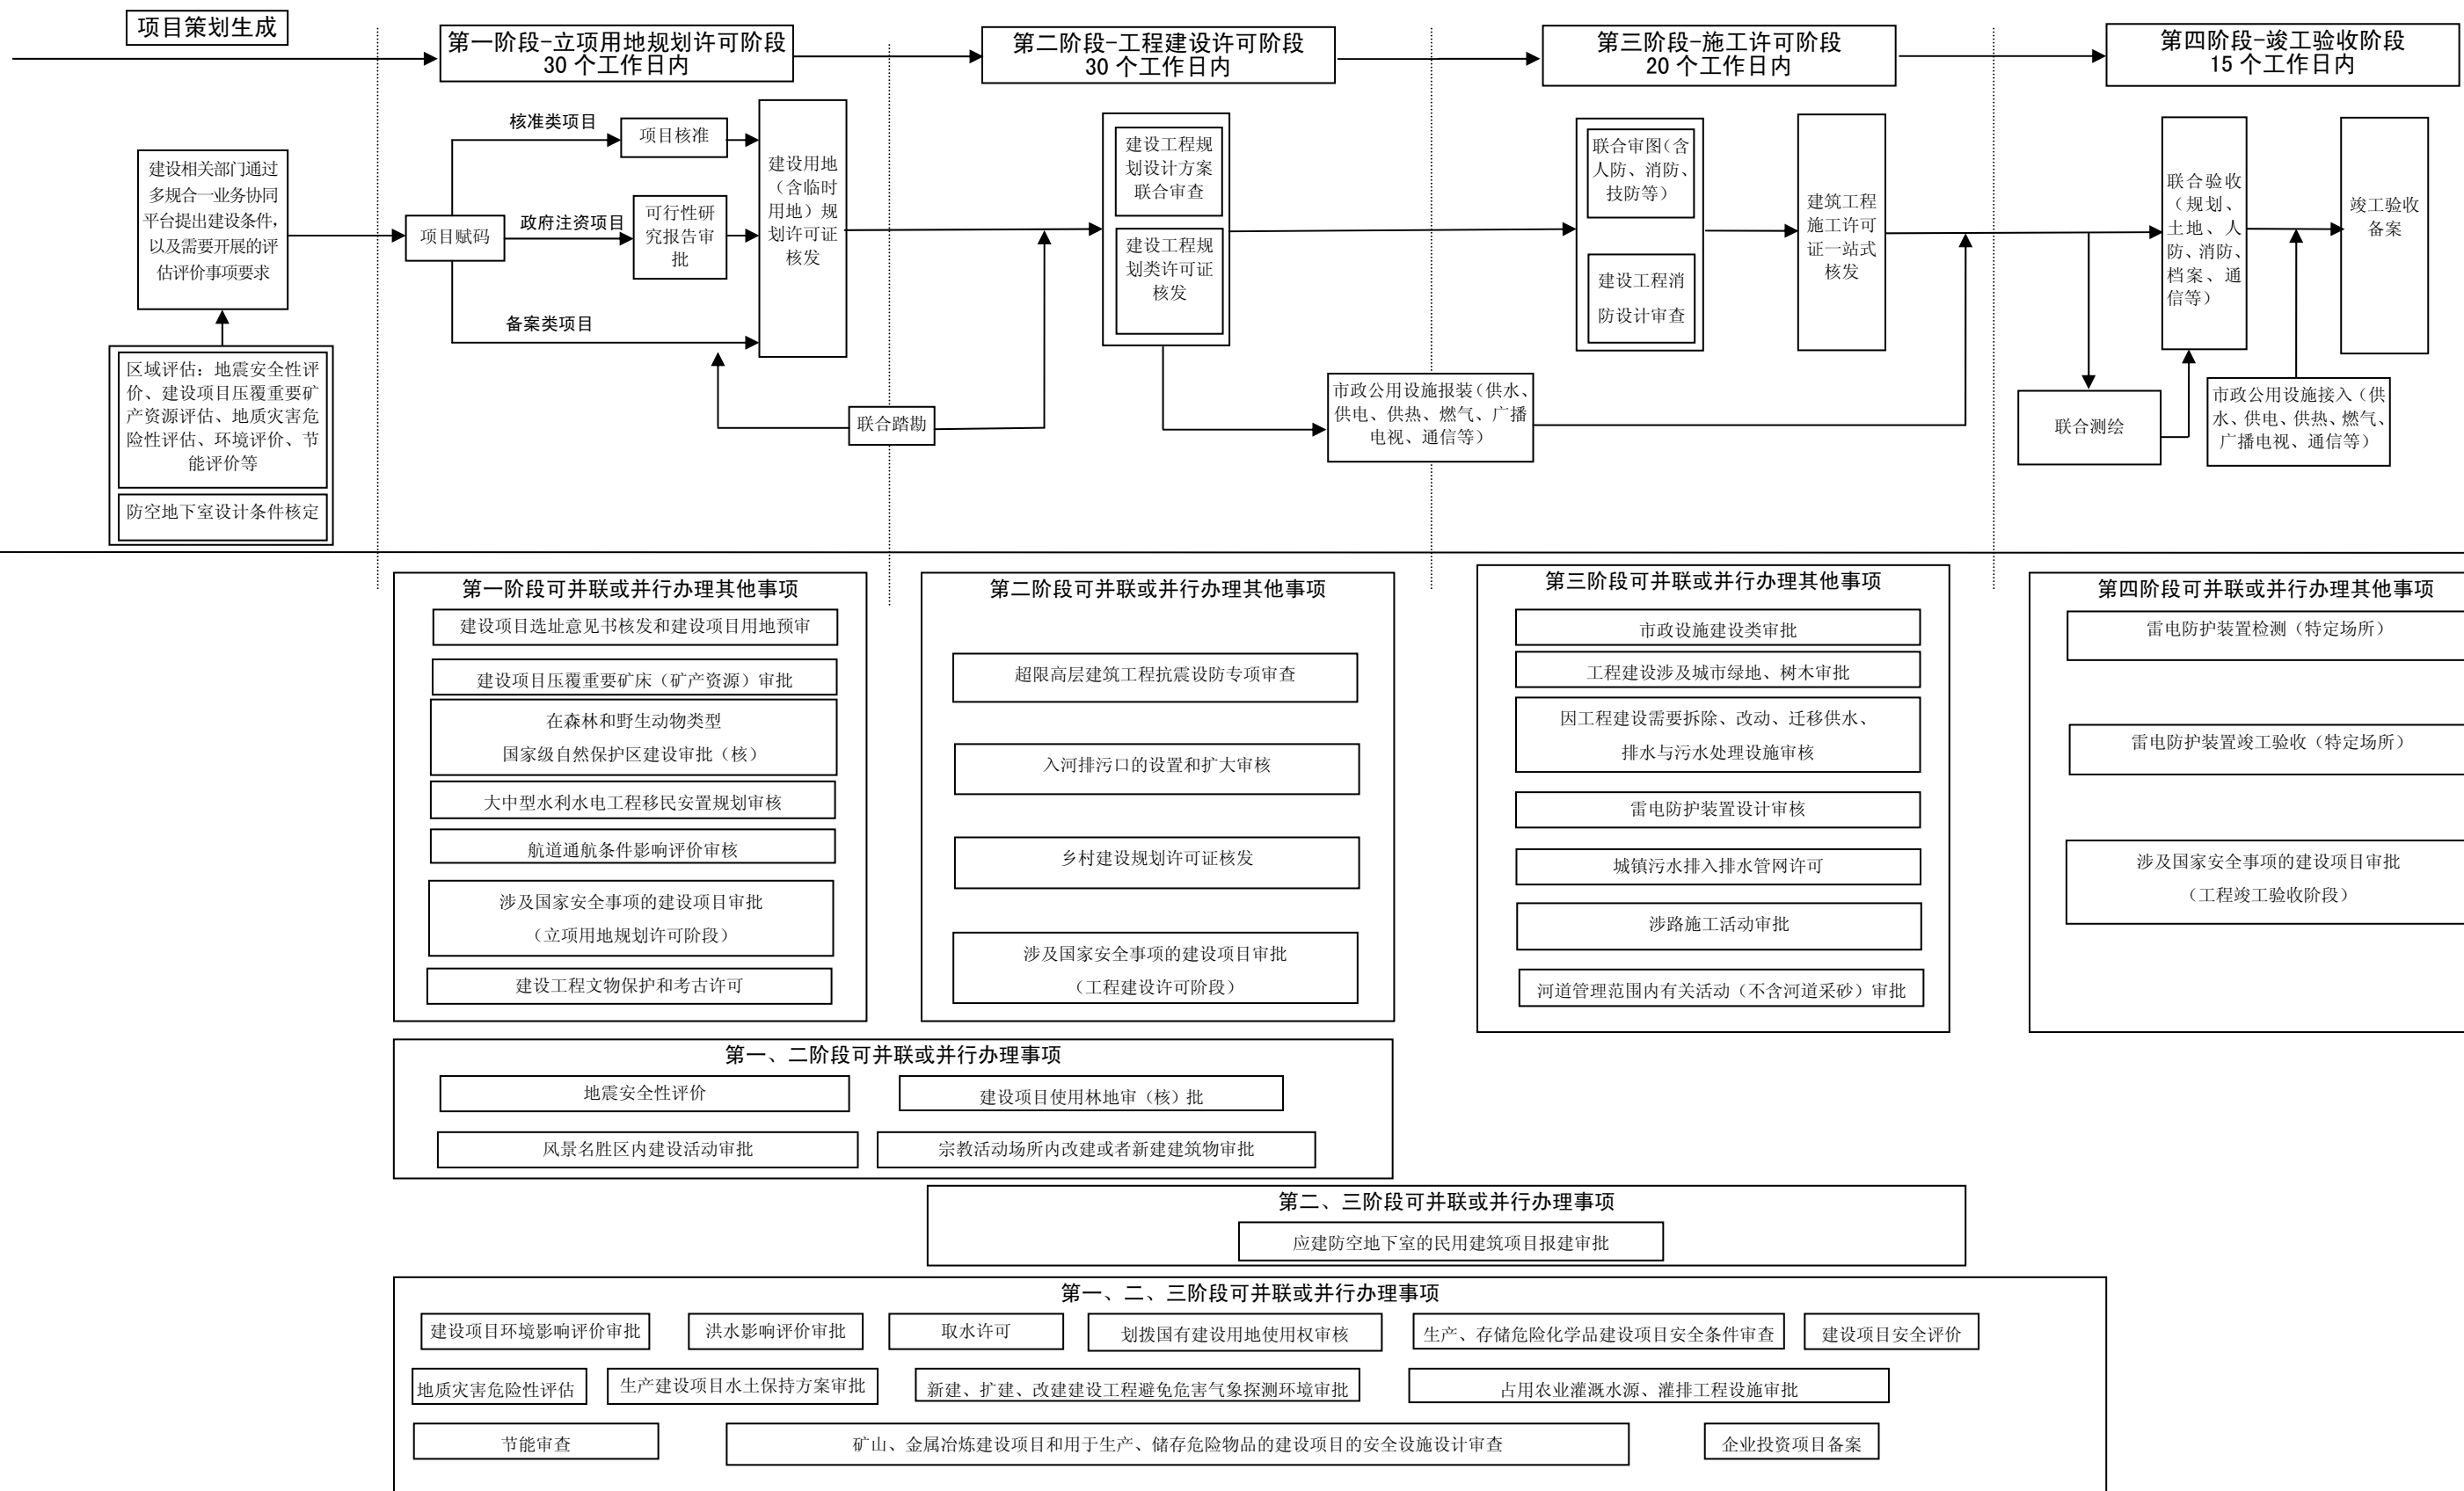 项目策划生成
第一阶段-立项用地规划许可阶段
30 个工作日内
第二阶段-工程建设许可阶段
30 个工作日内
第三阶段-施工许可阶段
20 个工作日内
第四阶段-竣工验收阶段
15 个工作日内
建设相关部门通过
多规合一业务协同
平台提出建设条件，
以及需要开展的评
估评价事项要求
区域评估：地震安全性评
价、建设项目压覆重要矿
产资源评估、地质灾害危
险性评估、环境评价、节
能评价等
防空地下室设计条件核定
项目赋码
核准类项目
项目核准
政府注资项目
可行性研
究报告审
批
备案类项目
建设用地
（含临时
用地）规
划许可证
核发
联合踏勘
建设工程规
划设计方案
联合审查
建设工程规
划类许可证
核发
市政公用设施报装（供水、
供电、供热、燃气、广播
电视、通信等）
联合审图（含
人防、消防、
技防等）
建设工程消
防设计审查
建筑工程
施工许可
证一站式
核发
联合验收
（规划、
土地、人
防、消防、
档案、通
信等）
联合测绘
市政公用设施接入（供
水、供电、供热、燃气、
广播电视、通信等）
竣工验收
备案
第一阶段可并联或并行办理其他事项
建设项目选址意见书核发和建设项目用地预审
建设项目压覆重要矿床（矿产资源）审批
在森林和野生动物类型
国家级自然保护区建设审批（核）
大中型水利水电工程移民安置规划审核
航道通航条件影响评价审核
涉及国家安全事项的建设项目审批
（立项用地规划许可阶段）
建设工程文物保护和考古许可
第二阶段可并联或并行办理其他事项
超限高层建筑工程抗震设防专项审查
入河排污口的设置和扩大审核
乡村建设规划许可证核发
涉及国家安全事项的建设项目审批
（工程建设许可阶段）
第三阶段可并联或并行办理其他事项
市政设施建设类审批
工程建设涉及城市绿地、树木审批
因工程建设需要拆除、改动、迁移供水、
排水与污水处理设施审核
雷电防护装置设计审核
城镇污水排入排水管网许可
涉路施工活动审批
河道管理范围内有关活动（不含河道采砂）审批
第四阶段可并联或并行办理其他事项
雷电防护装置检测（特定场所）
雷电防护装置竣工验收（特定场所）
涉及国家安全事项的建设项目审批
（工程竣工验收阶段）
第一、二阶段可并联或并行办理事项
地震安全性评价
建设项目使用林地审（核）批
风景名胜区内建设活动审批
宗教活动场所内改建或者新建建筑物审批
第二、三阶段可并联或并行办理事项
应建防空地下室的民用建筑项目报建审批
第一、二、三阶段可并联或并行办理事项
建设项目环境影响评价审批
洪水影响评价审批
取水许可
划拨国有建设用地使用权审核
生产、存储危险化学品建设项目安全条件审查
建设项目安全评价
地质灾害危险性评估
生产建设项目水土保持方案审批
新建、扩建、改建建设工程避免危害气象探测环境审批
占用农业灌溉水源、灌排工程设施审批
节能审查
矿山、金属冶炼建设项目和用于生产、储存危险物品的建设项目的安全设施设计审查
企业投资项目备案